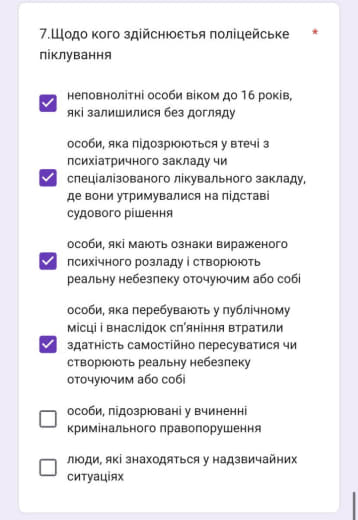 7.Щодо кого здійснюється поліцейське *
піклування
неповнолітні особи віком до 16 років,
які залишилися без догляду
особи, яка підозрюються у втечі з
психіатричного закладу чи
спеціалізованого лікувального закладу,
де вони утримувалися на підставі
судового рішення
особи, які мають ознаки вираженого
психічного розладу і створюють
реальну небезпеку оточуючим або собі
особи, яка перебувають у публічному
місці і внаслідок сп'яніння втратили
здатність самостійно пересуватися чи
створюють реальну небезпеку
оточуючим або собі
особи, підозрювані у вчиненні
кримінального правопорушення
люди, які знаходяться у надзвичайних
ситуаціях